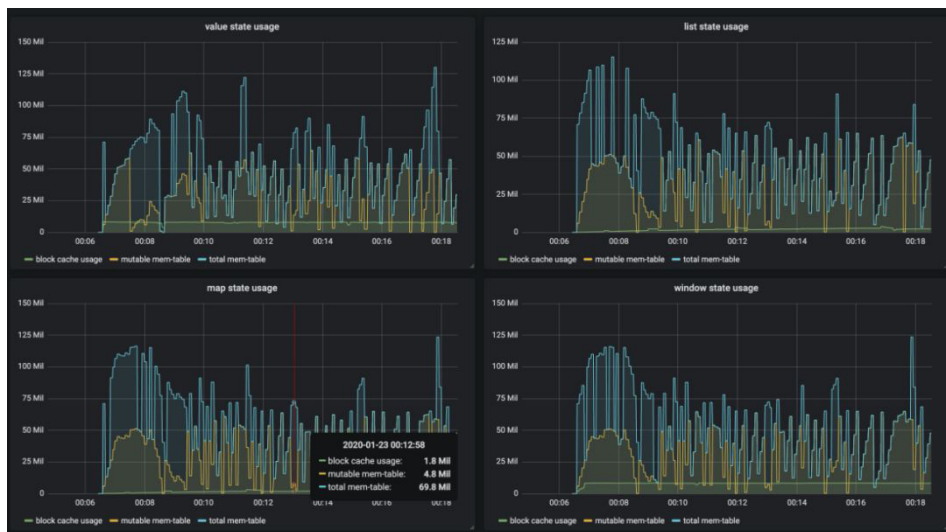 value state usage
150 Mil
125 Mil
100 Mil
75 Mil
50 Mil
25 Mil
0
00:06 00:08 00:10 00:12 00:14 00:16 00:18
block cache usage mutable mem-table total mem-table
list state usage
125 Mil
100 Mil
75 Mil
50 Mil
25 Mil
0
00:06 00:08 00:10 00:12 00:14 00:16 00:18
block cache usage mutable mem-table total mem-table
map state usage
150 Mil
125 Mil
100 Mil
75 Mil
50 Mil
25 Mil
0
2020-01-23 00:12:58
block cache usage: 1.8 Mil
mutable mem-table: 4.8 Mil
total mem-table: 69.8 Mil
00:06 00:08 00:10 00:12 00:14 00:16 00:18
block cache usage mutable mem-table total mem-table
window state usage
150 Mil
125 Mil
100 Mil
75 Mil
50 Mil
25 Mil
0
00:06 00:08 00:10 00:12 00:14 00:16 00:18
block cache usage mutable mem-table total mem-table